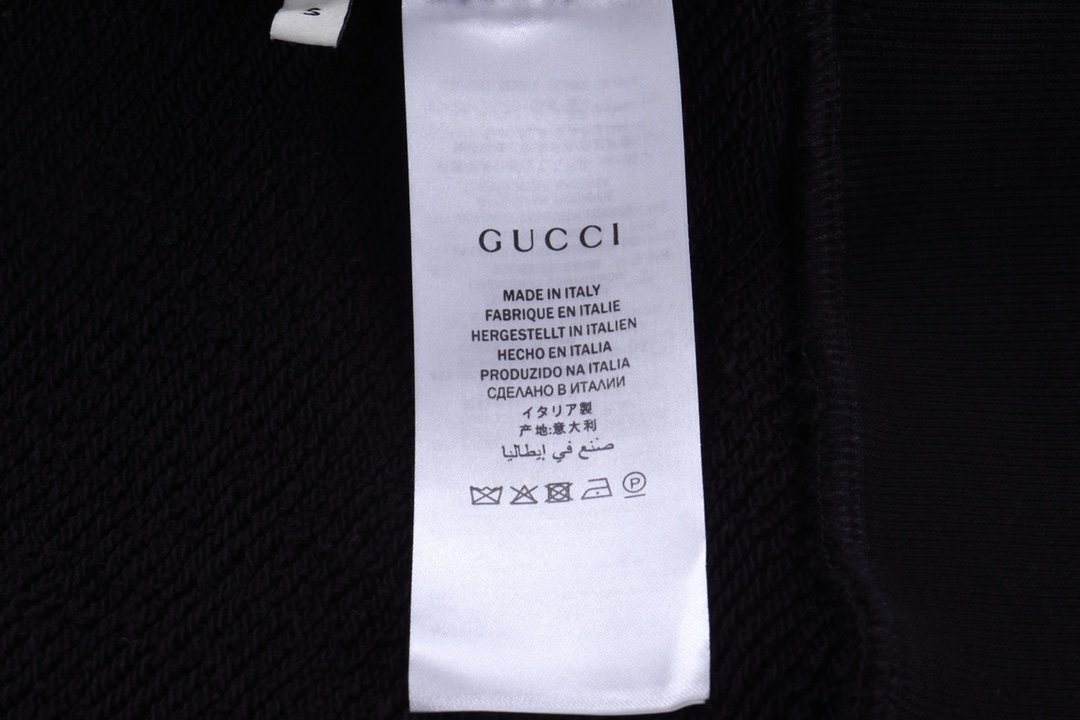 S
GUCCI
MADE IN ITALY
FABRIQUE EN ITALIE
HERGESTELLT IN ITALIEN
HECHO EN ITALIA
PRODUZIDO NA ITALIA
СДЕЛАНО В ИТАЛИИ
イタリア製
产地:意大利
صنع في إيطاليا
P